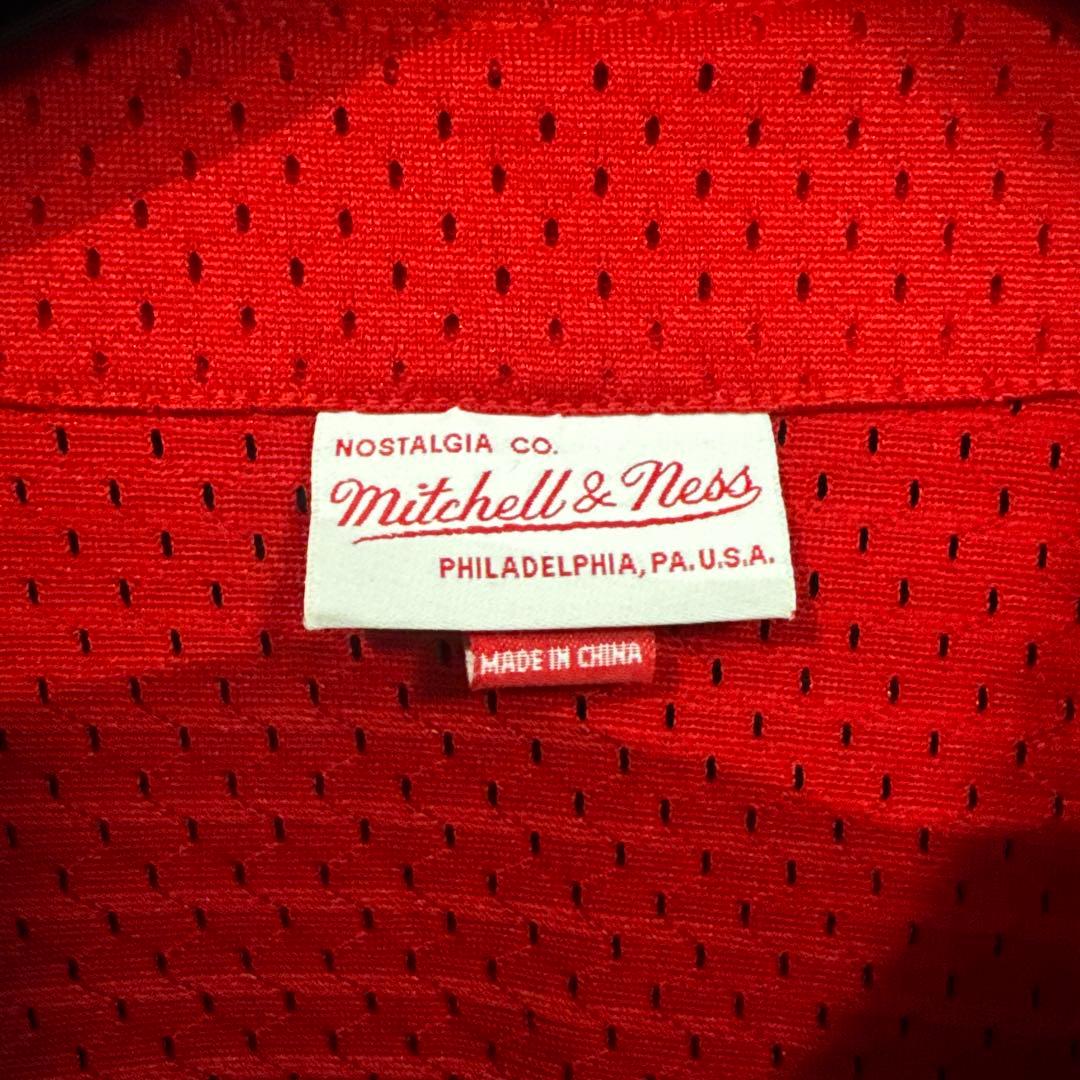 NOSTALGIA CO.
Mitchell & Ness
PHILADELPHIA, PA. U.S.A.
MADE IN CHINA